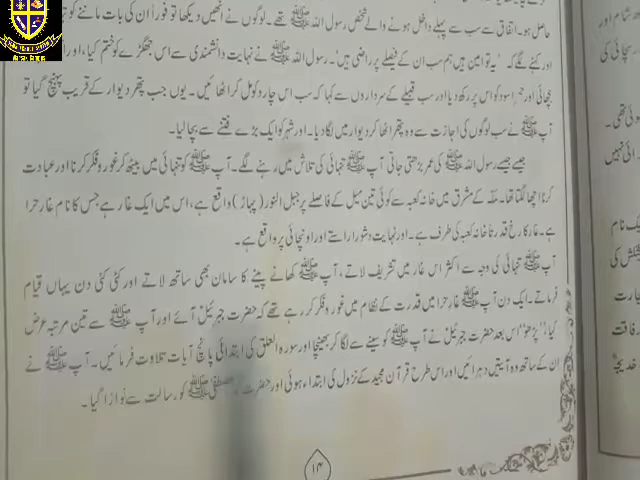 حاصل ہو۔ اتفاق سے سب سے پہلے داخل ہونے والے شخص رسول اللہ ﷺ تھے۔ لوگوں نے انھیں دیکھا تو فوراً ان کی بات ماننے کو
اور کہنے لگے کہ "یہ تو امین ہیں ہم سب ان کے فیصلے پر راضی ہیں"۔ رسول اللہ ﷺ نے نہایت دانشمندی سے اس جھگڑے کو ختم کیا،
بچھائی اور حجر اسود کو اس پر رکھ دیا اور سب قبیلے کے سرداروں سے کہا کہ سب اس چادر کو مل کر اٹھائیں۔ یوں جب پتھر دیوار کے قریب پہنچ گیا تو
آپ ﷺ نے سب لوگوں کی اجازت سے وہ پتھر اٹھا کر دیوار میں لگا دیا۔ اور شہر کو ایک بڑے فتنے سے بچا لیا۔
جیسے جیسے رسول اللہ ﷺ کی عمر بڑھتی جاتی آپ ﷺ تنہائی کی تلاش میں رہنے لگے۔ آپ ﷺ کو تنہائی میں بیٹھ کر غور و فکر کرنا اور عبادت
کرنا اچھا لگتا تھا۔ مکہ کے مشرق میں خانہ کعبہ سے کوئی تین میل کے فاصلے پر جبل النور (پہاڑ) واقع ہے، اس میں ایک غار ہے جس کا نام غار حرا
ہے۔ غار کا رخ قدرتاً خانہ کعبہ کی طرف ہے۔ اور نہایت دشوار راستے اور اونچائی پر واقع ہے۔
آپ ﷺ تنہائی کی وجہ سے اکثر اس غار میں تشریف لاتے، آپ ﷺ کھانے پینے کا سامان بھی ساتھ لاتے اور کئی کئی دن یہاں قیام
فرماتے۔ ایک دن آپ ﷺ غار حرا میں قدرت کے نظام میں غور و فکر کر رہے تھے کہ حضرت جبرئیلؑ آئے اور آپ ﷺ سے تین مرتبہ عرض
کیا، "پڑھو" اس بعد حضرت جبرئیلؑ نے آپ ﷺ کو سینے سے لگا کر بھینچا اور سورہ العلق کی ابتدائی پانچ آیات تلاوت فرمائیں۔ آپ ﷺ نے
ان کے ساتھ وہ آیتیں دہرائیں اور اس طرح قرآن مجید کے نزول کی ابتداء ہوئی اور حضرت ﷺ کو رسالت سے نوازا گیا۔
۱۴